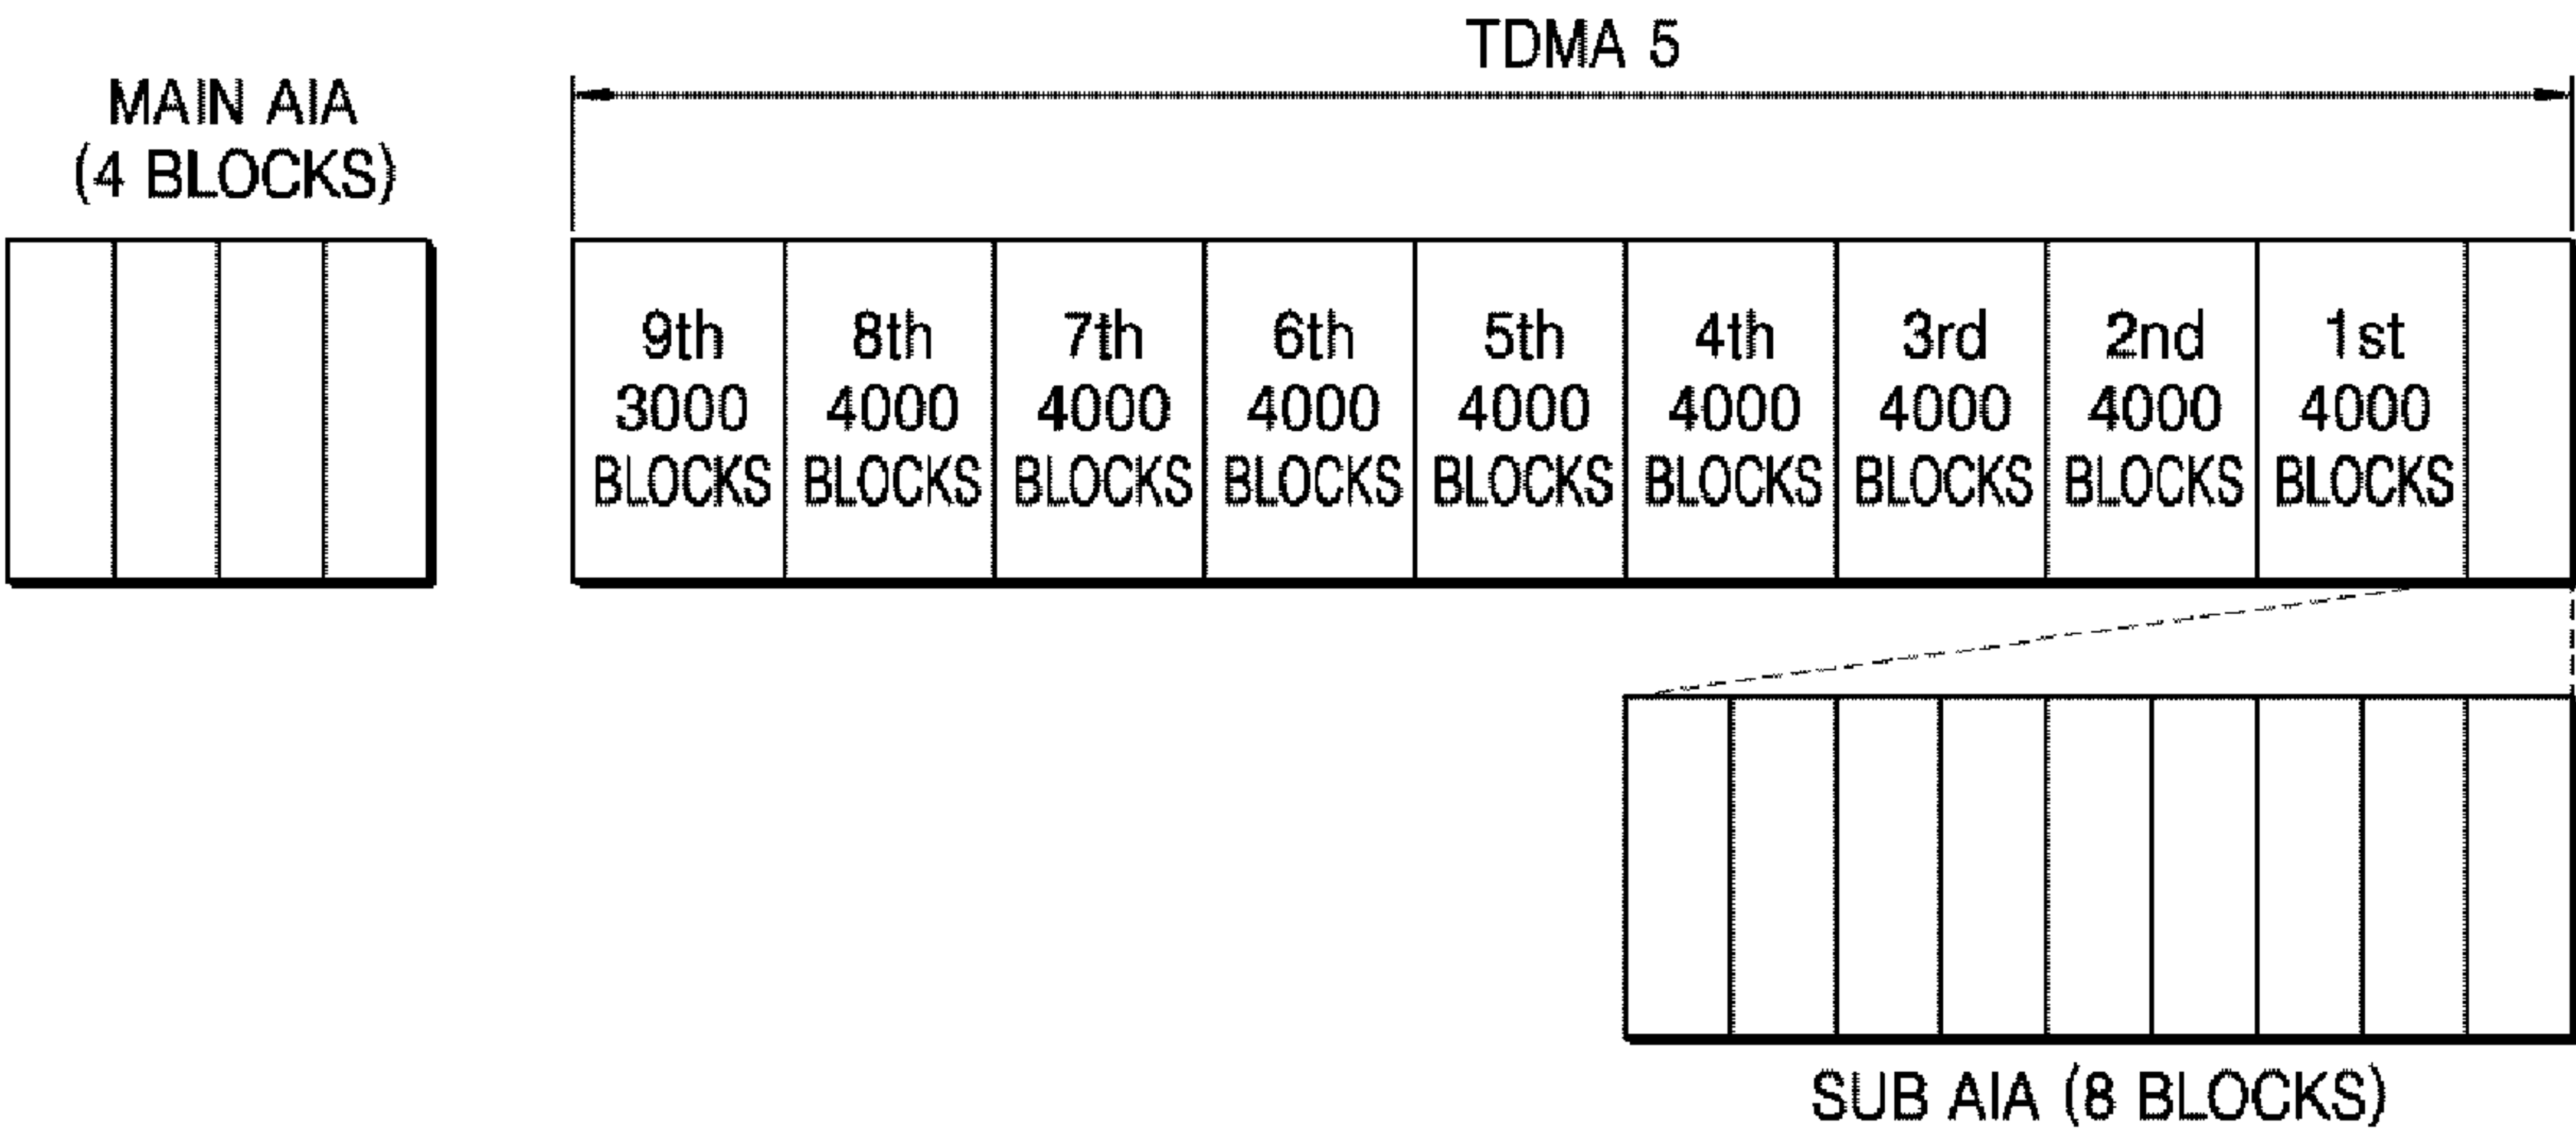 TDMA 5
MAIN AIA
(4 BLOCKS)
9th
3000
BLOCKS
8th
4000
BLOCKS
7th
4000
BLOCKS
6th
4000
BLOCKS
5th
4000
BLOCKS
4th
4000
BLOCKS
3rd
4000
BLOCKS
2nd
4000
BLOCKS
1st
4000
BLOCKS
SUB AIA (8 BLOCKS)